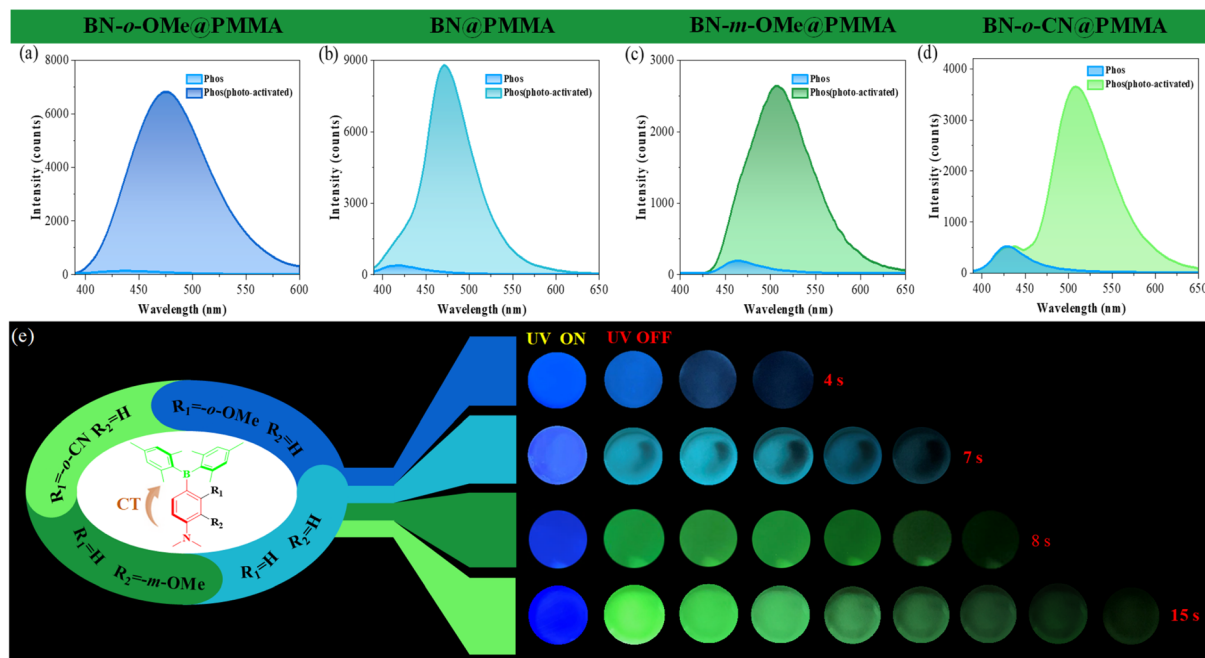 BN-o-OMe@PMMA
BN@PMMA
BN-m-OMe@PMMA
BN-o-CN@PMMA
(a)
8000
6000
4000
2000
0
Intensity (counts)
Phos
Phos(photo-activated)
400
450
500
550
600
Wavelength (nm)
(b)
9000
6000
3000
0
Intensity (counts)
Phos
Phos(photo-activated)
400
450
500
550
600
650
Wavelength (nm)
(c)
3000
2000
1000
0
Intensity (counts)
Phos
Phos(photo-activated)
400
450
500
550
600
650
Wavelength (nm)
(d)
4000
3000
2000
1000
0
Intensity (counts)
Phos
Phos(photo-activated)
400
450
500
550
600
650
Wavelength (nm)
(e)
R₁=-o-CN R₂=H
R₁=-o-OMe R₂=H
R₁=H R₂=-m-OMe
R₁=H R₂=H
B
R₁
R₂
N
CT
UV ON
UV OFF
4 s
7 s
8 s
15 s